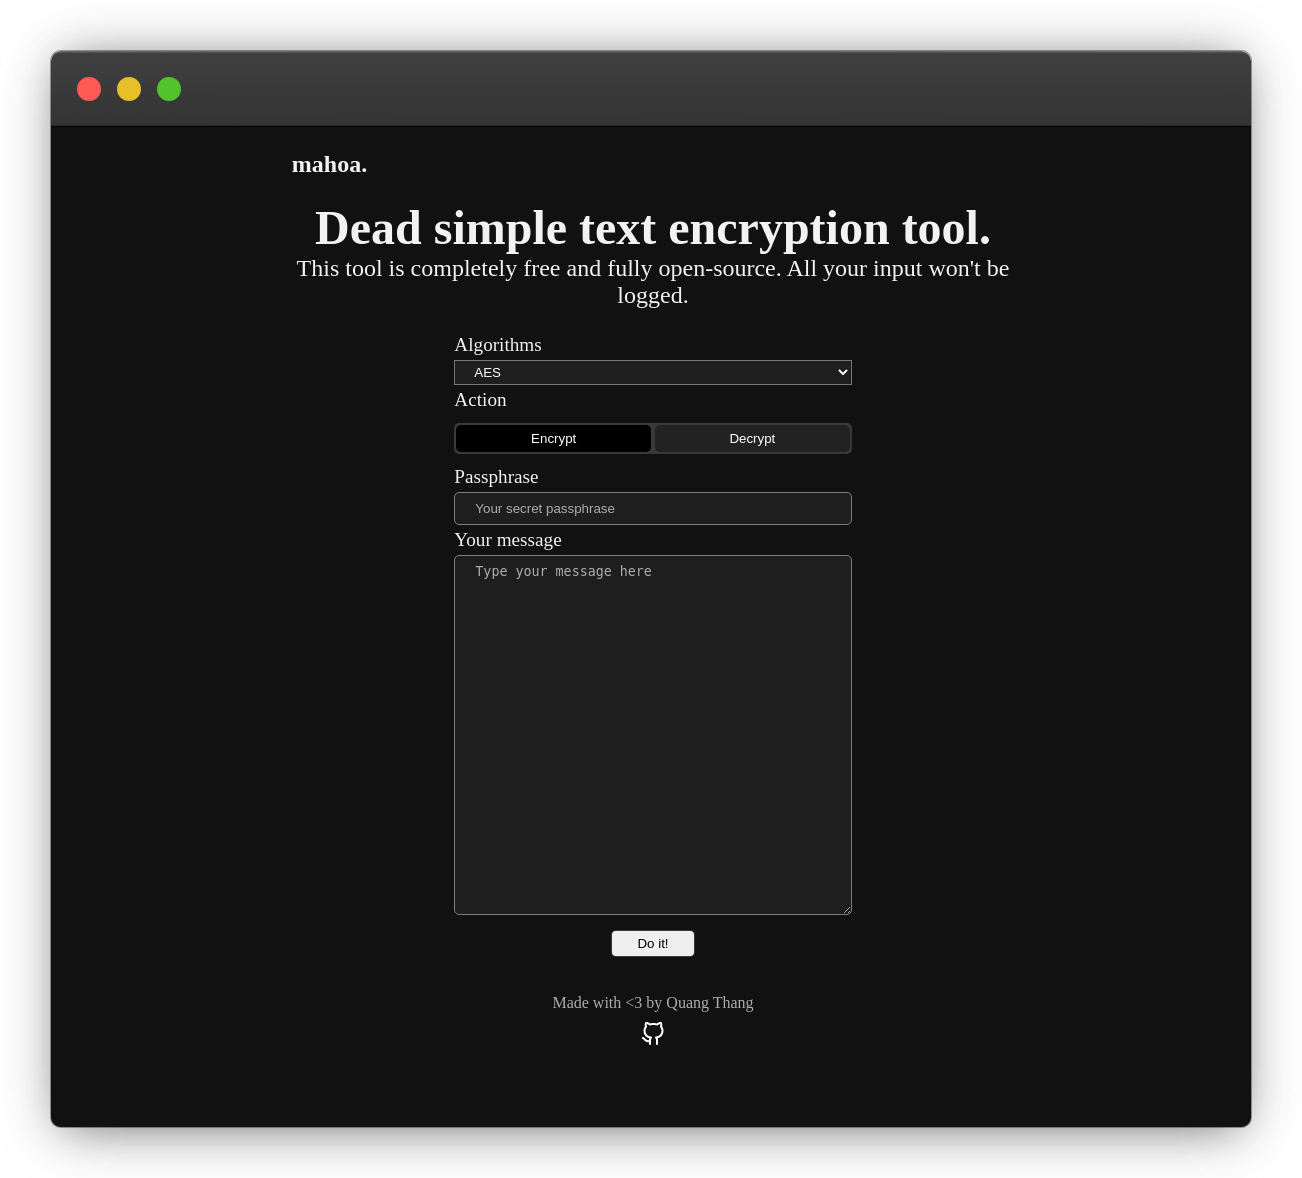 mahoa.
Dead simple text encryption tool.
This tool is completely free and fully open-source. All your input won't be
logged.
Algorithms
AES
Action
Encrypt Decrypt
Passphrase
Your secret passphrase
Your message
Type your message here
Do it!
Made with <3 by Quang Thang